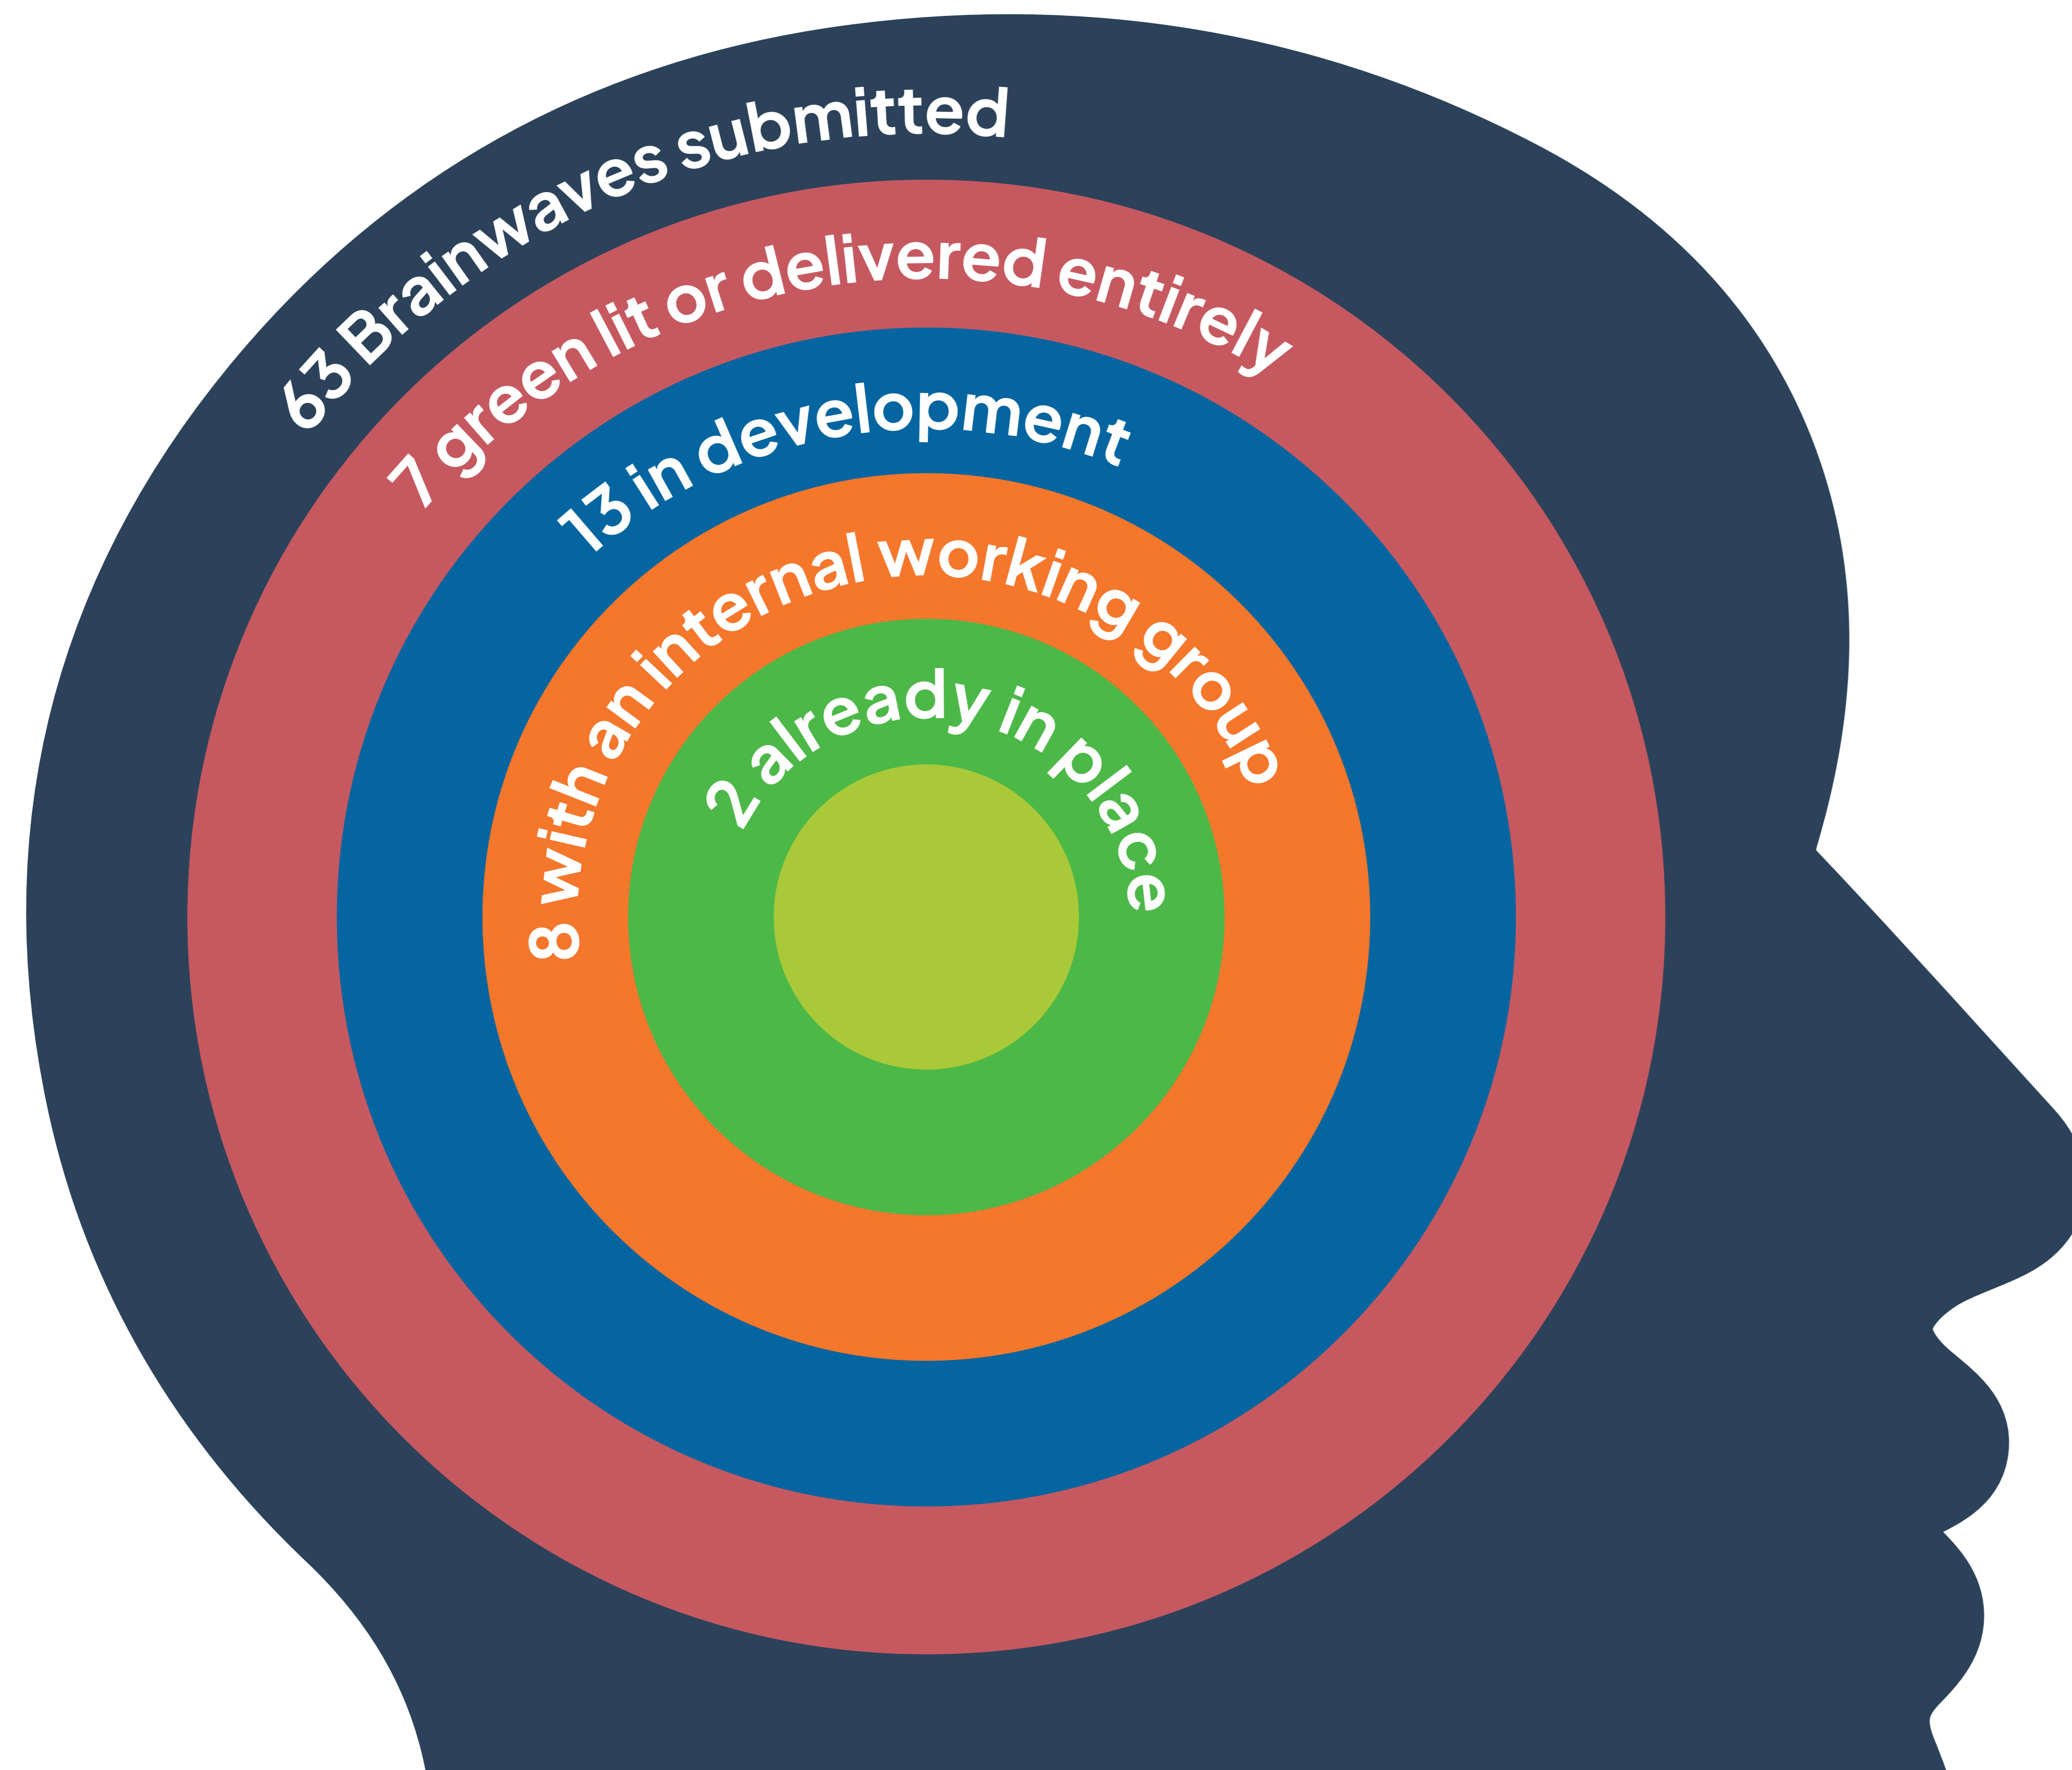 63 Brainwaves submitted
7 green lit or delivered entirely
13 in development
8 with an internal working group
2 already in place